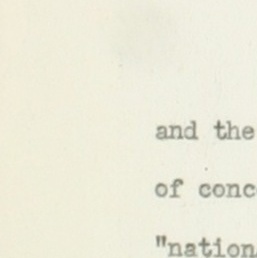 and the
of conc
"nation